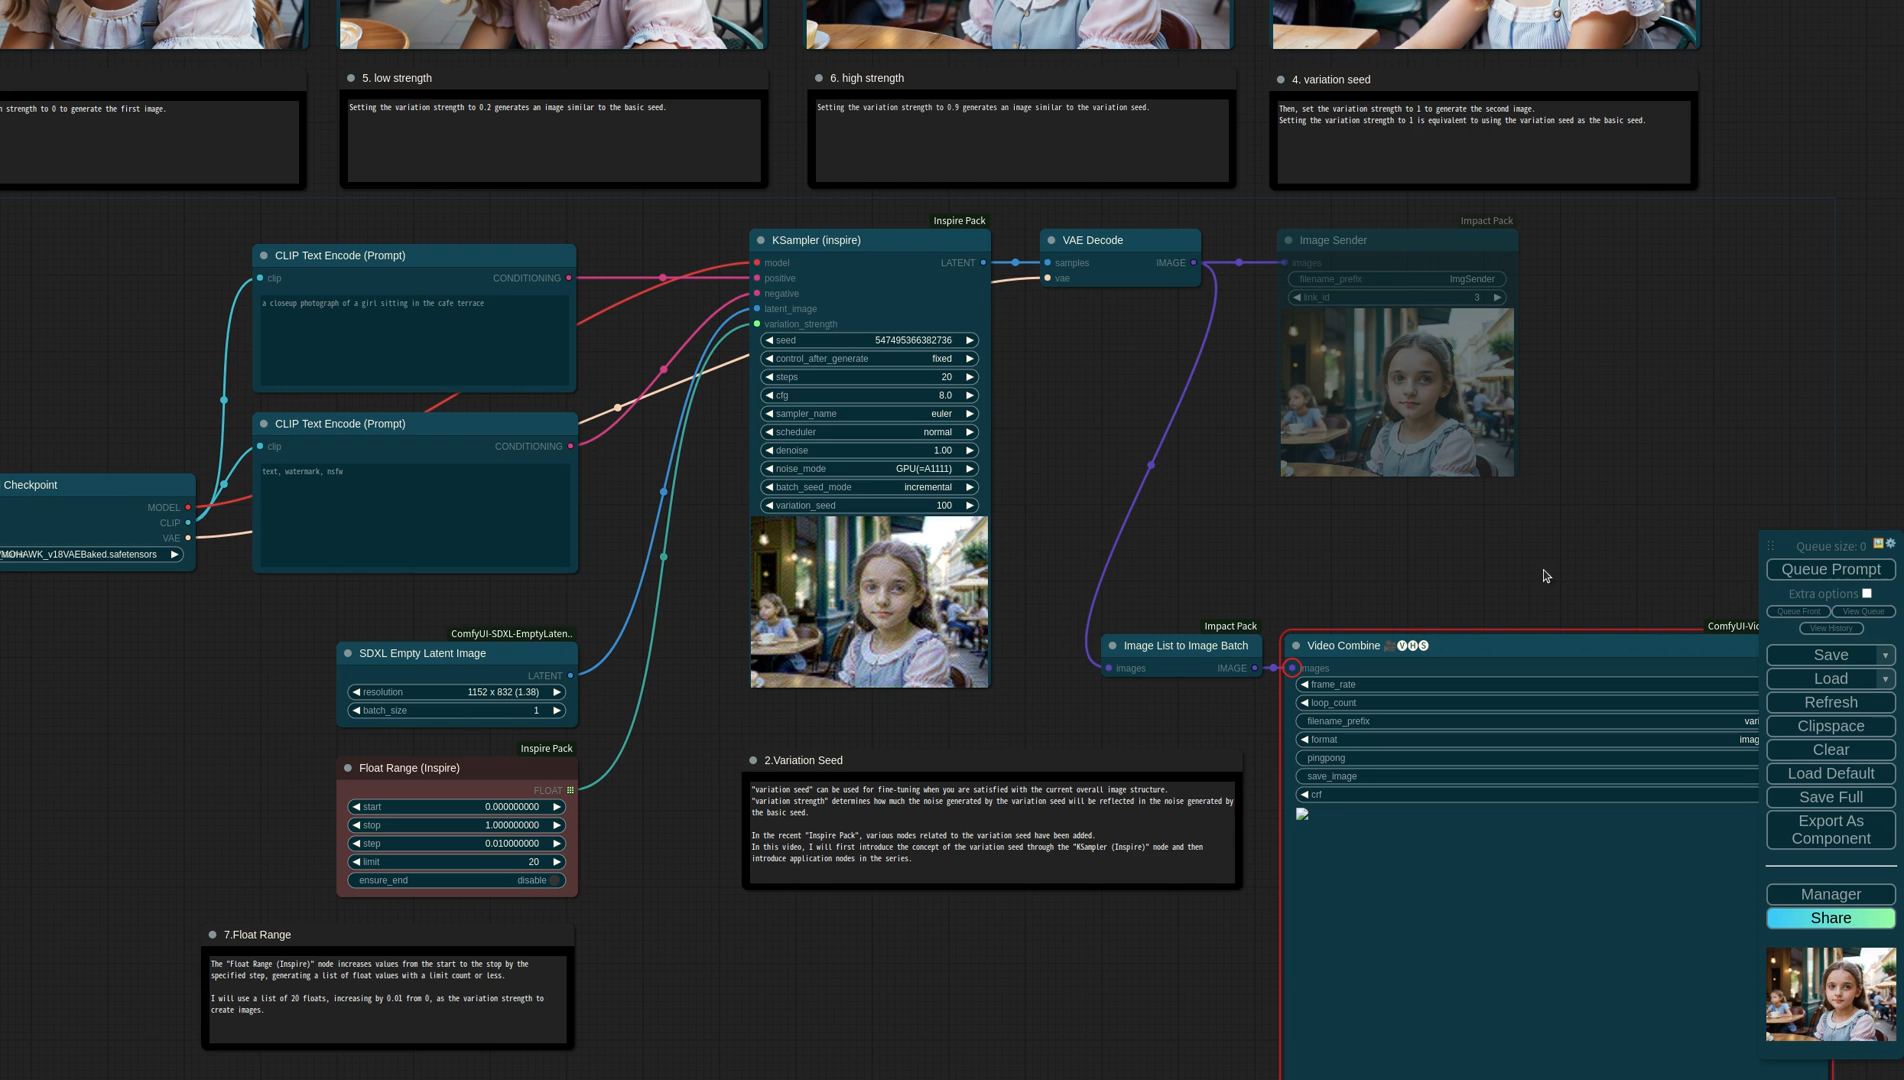 5. low strength
6. high strength
4. variation seed
strength to 0 to generate the first image.
Setting the variation strength to 0.2 generates an image similar to the basic seed.
Setting the variation strength to 0.9 generates an image similar to the variation seed.
Then, set the variation strength to 1 to generate the second image.
Setting the variation strength to 1 is equivalent to using the variation seed as the basic seed.
CLIP Text Encode (Prompt)
clip
CONDITIONING
a closeup photograph of a girl sitting in the cafe terrace
CLIP Text Encode (Prompt)
clip
CONDITIONING
text, watermark, nsfw
Checkpoint
MODEL
CLIP
VAE
MOHAWK_v18VAEBaked.safetensors
ComfyUI-SDXL-EmptyLaten..
SDXL Empty Latent Image
LATENT
resolution 1152 x 832 (1.38)
batch_size 1
Inspire Pack
Float Range (Inspire)
FLOAT
start 0.000000000
stop 1.000000000
step 0.010000000
limit 20
ensure_end disable
7.Float Range
The "Float Range (Inspire)" node increases values from the start to the stop by the
specified step, generating a list of float values with a limit count or less.
I will use a list of 20 floats, increasing by 0.01 from 0, as the variation strength to
create images.
Inspire Pack
KSampler (inspire)
model LATENT
positive
negative
latent_image
variation_strength
seed 547495366382736
control_after_generate fixed
steps 20
cfg 8.0
sampler_name euler
scheduler normal
denoise 1.00
noise_mode GPU(=A1111)
batch_seed_mode incremental
variation_seed 100
2.Variation Seed
"variation seed" can be used for fine-tuning when you are satisfied with the current overall image structure.
"variation strength" determines how much the noise generated by the variation seed will be reflected in the noise generated by
the basic seed.
In the recent "Inspire Pack", various nodes related to the variation seed have been added.
In this video, I will first introduce the concept of the variation seed through the "KSampler (Inspire)" node and then
introduce application nodes in the series.
VAE Decode
samples IMAGE
vae
Impact Pack
Image Sender
images
filename_prefix ImgSender
link_id 3
Impact Pack
Image List to Image Batch
images IMAGE
ComfyUI-Vid
Video Combine 🎥🅥🅗🅢
images
frame_rate
loop_count
filename_prefix vari
format imag
pingpong
save_image
crf
Queue size: 0
Queue Prompt
Extra options
Queue Front
View Queue
View History
Save
Load
Refresh
Clipspace
Clear
Load Default
Save Full
Export As
Component
Manager
Share